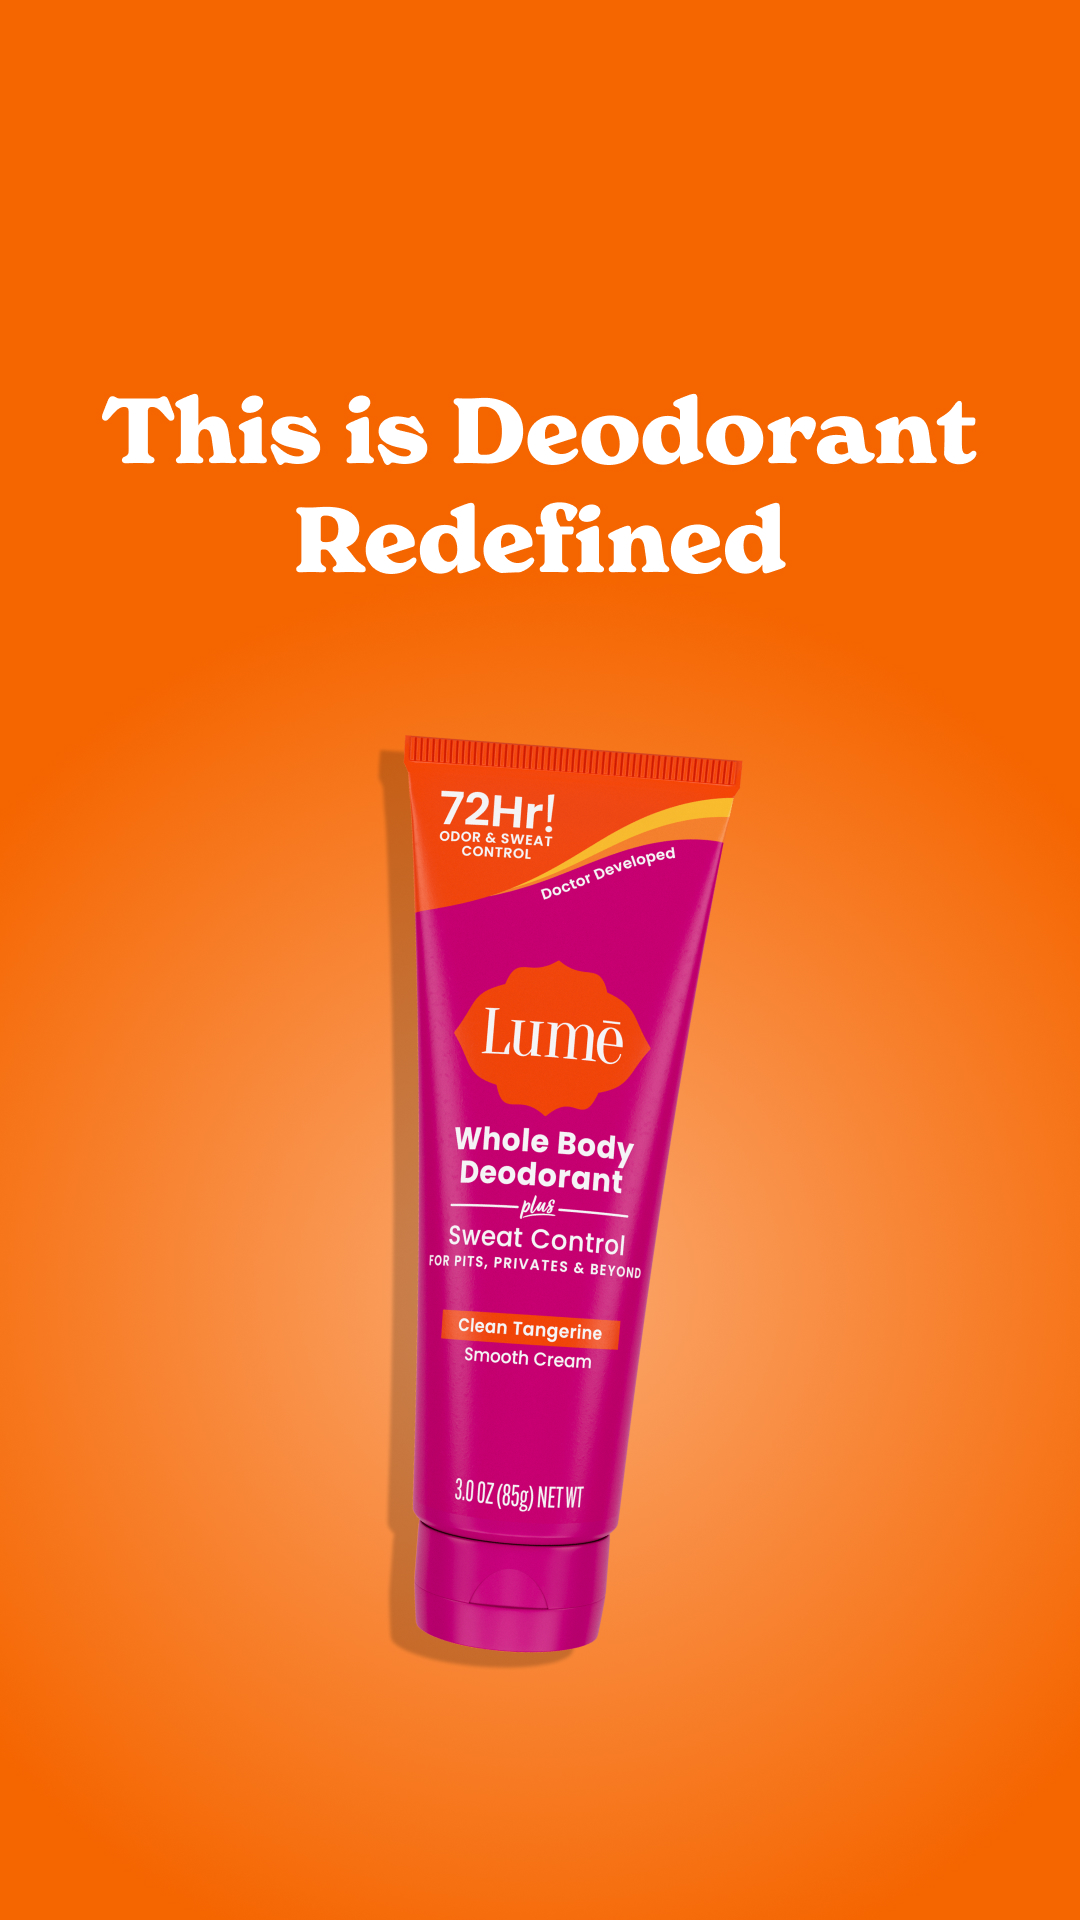 This is Deodorant
Redefined
72Hr!
ODOR & SWEAT
CONTROL
Doctor Developed
Lumē
Whole Body
Deodorant
plus
Sweat Control
FOR PITS, PRIVATES & BEYOND
Clean Tangerine
Smooth Cream
3.0 OZ (85g) NET WT